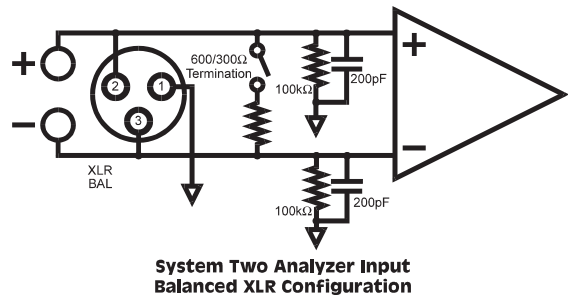 +
+
600/300Ω
Termination
2
1
100kΩ
200pF
−
3
−
XLR
BAL
100kΩ
200pF
System Two Analyzer Input
Balanced XLR Configuration